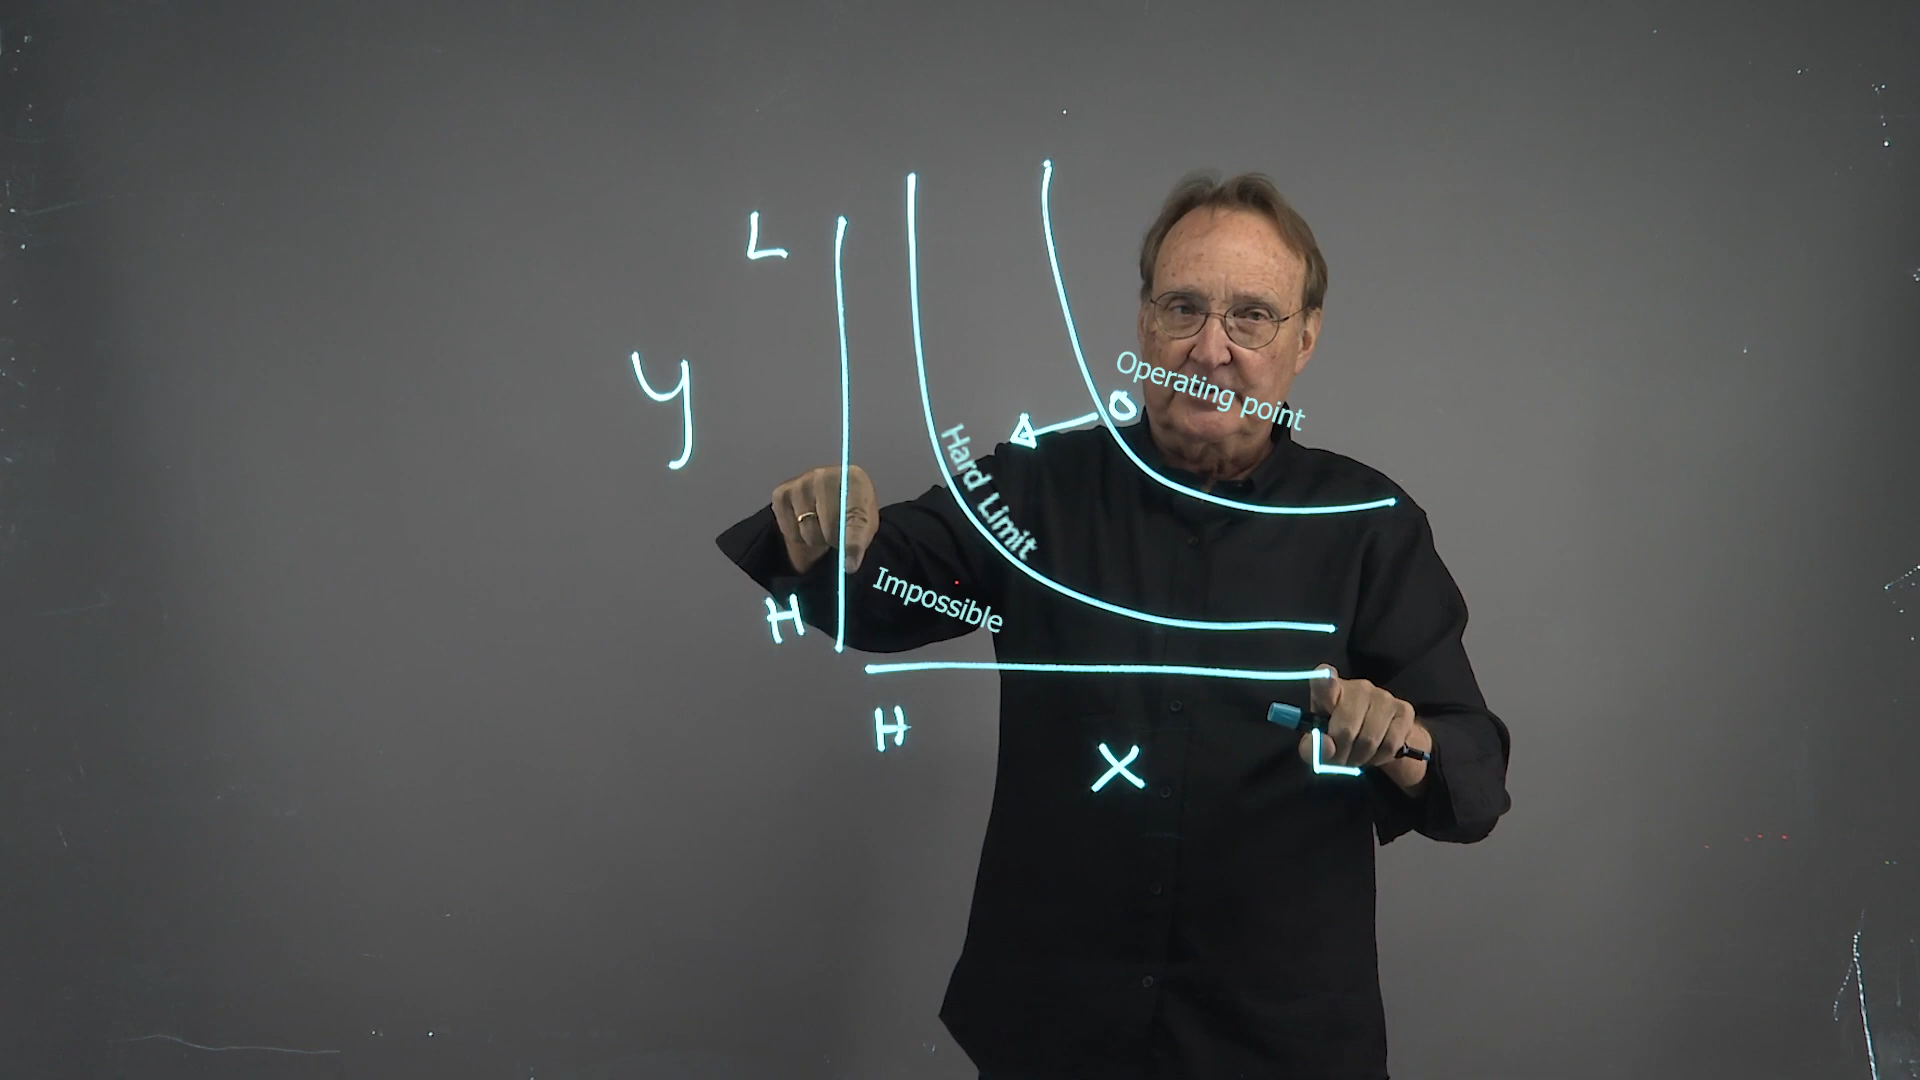 L
y
O
Operating point
Hard Limit
Impossible
H
H
X
L